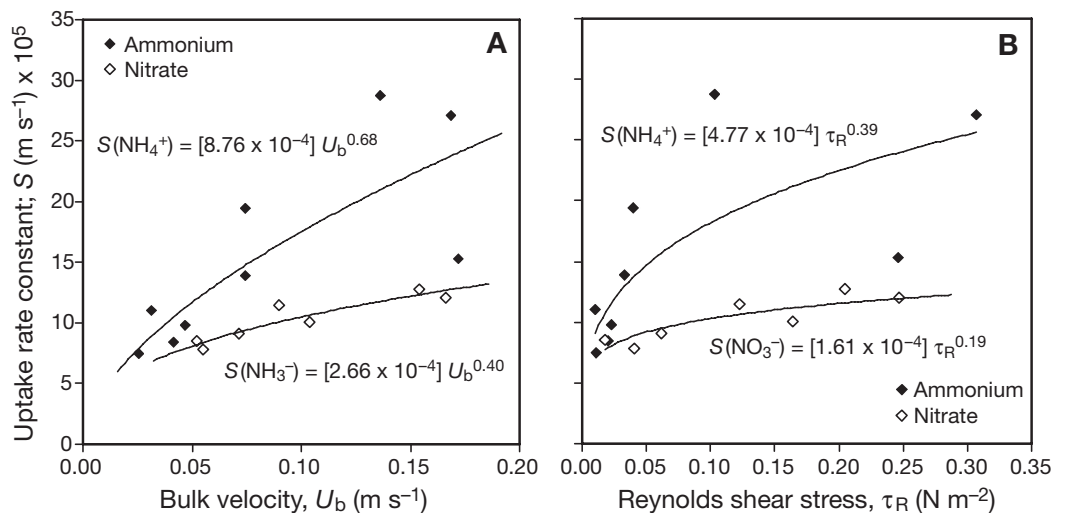 Uptake rate constant; S (m s⁻¹) x 10⁵
35
30
25
20
15
10
5
0
A
Ammonium
Nitrate
S(NH₄⁺) = [8.76 x 10⁻⁴] U_b^0.68
S(NH₃⁻) = [2.66 x 10⁻⁴] U_b^0.40
0.00 0.05 0.10 0.15 0.20
Bulk velocity, U_b (m s⁻¹)
B
S(NH₄⁺) = [4.77 x 10⁻⁴] τ_R^0.39
S(NO₃⁻) = [1.61 x 10⁻⁴] τ_R^0.19
Ammonium
Nitrate
0.00 0.05 0.10 0.15 0.20 0.25 0.30 0.35
Reynolds shear stress, τ_R (N m⁻²)